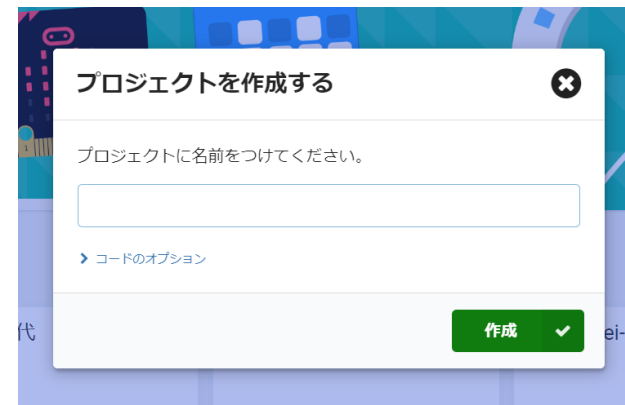 プロジェクトを作成する
プロジェクトに名前をつけてください。
コードのオプション
作成
代
ei-